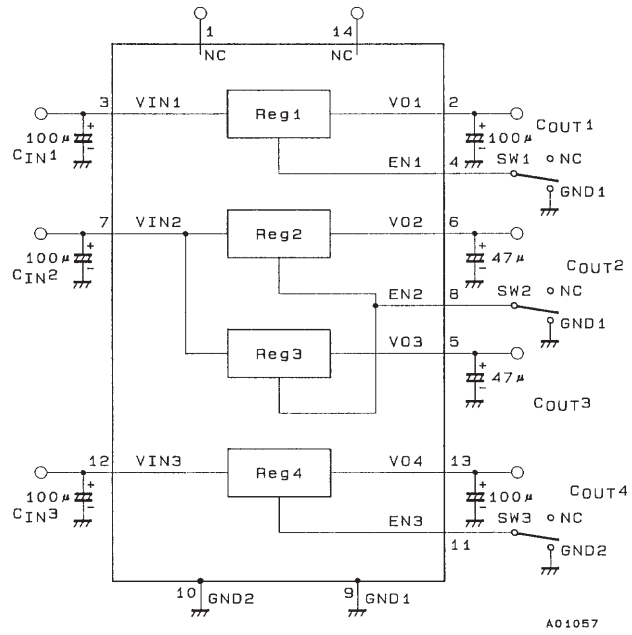 1 14
NC NC
3 VIN1 Reg1 VO1 2
+ +
100μ 100μ COUT1
- -
CIN1 EN1 4 SW1 NC
GND1
7 VIN2 Reg2 VO2 6
+ +
100μ 47μ
- -
CIN2 COUT2
EN2 8 SW2 NC
GND1
Reg3 VO3 5
+
47μ
-
COUT3
12 VIN3 Reg4 VO4 13
+ +
100μ 100μ COUT4
- -
CIN3 EN3 SW3 NC
11 GND2
10 GND2 9 GND1
A01057